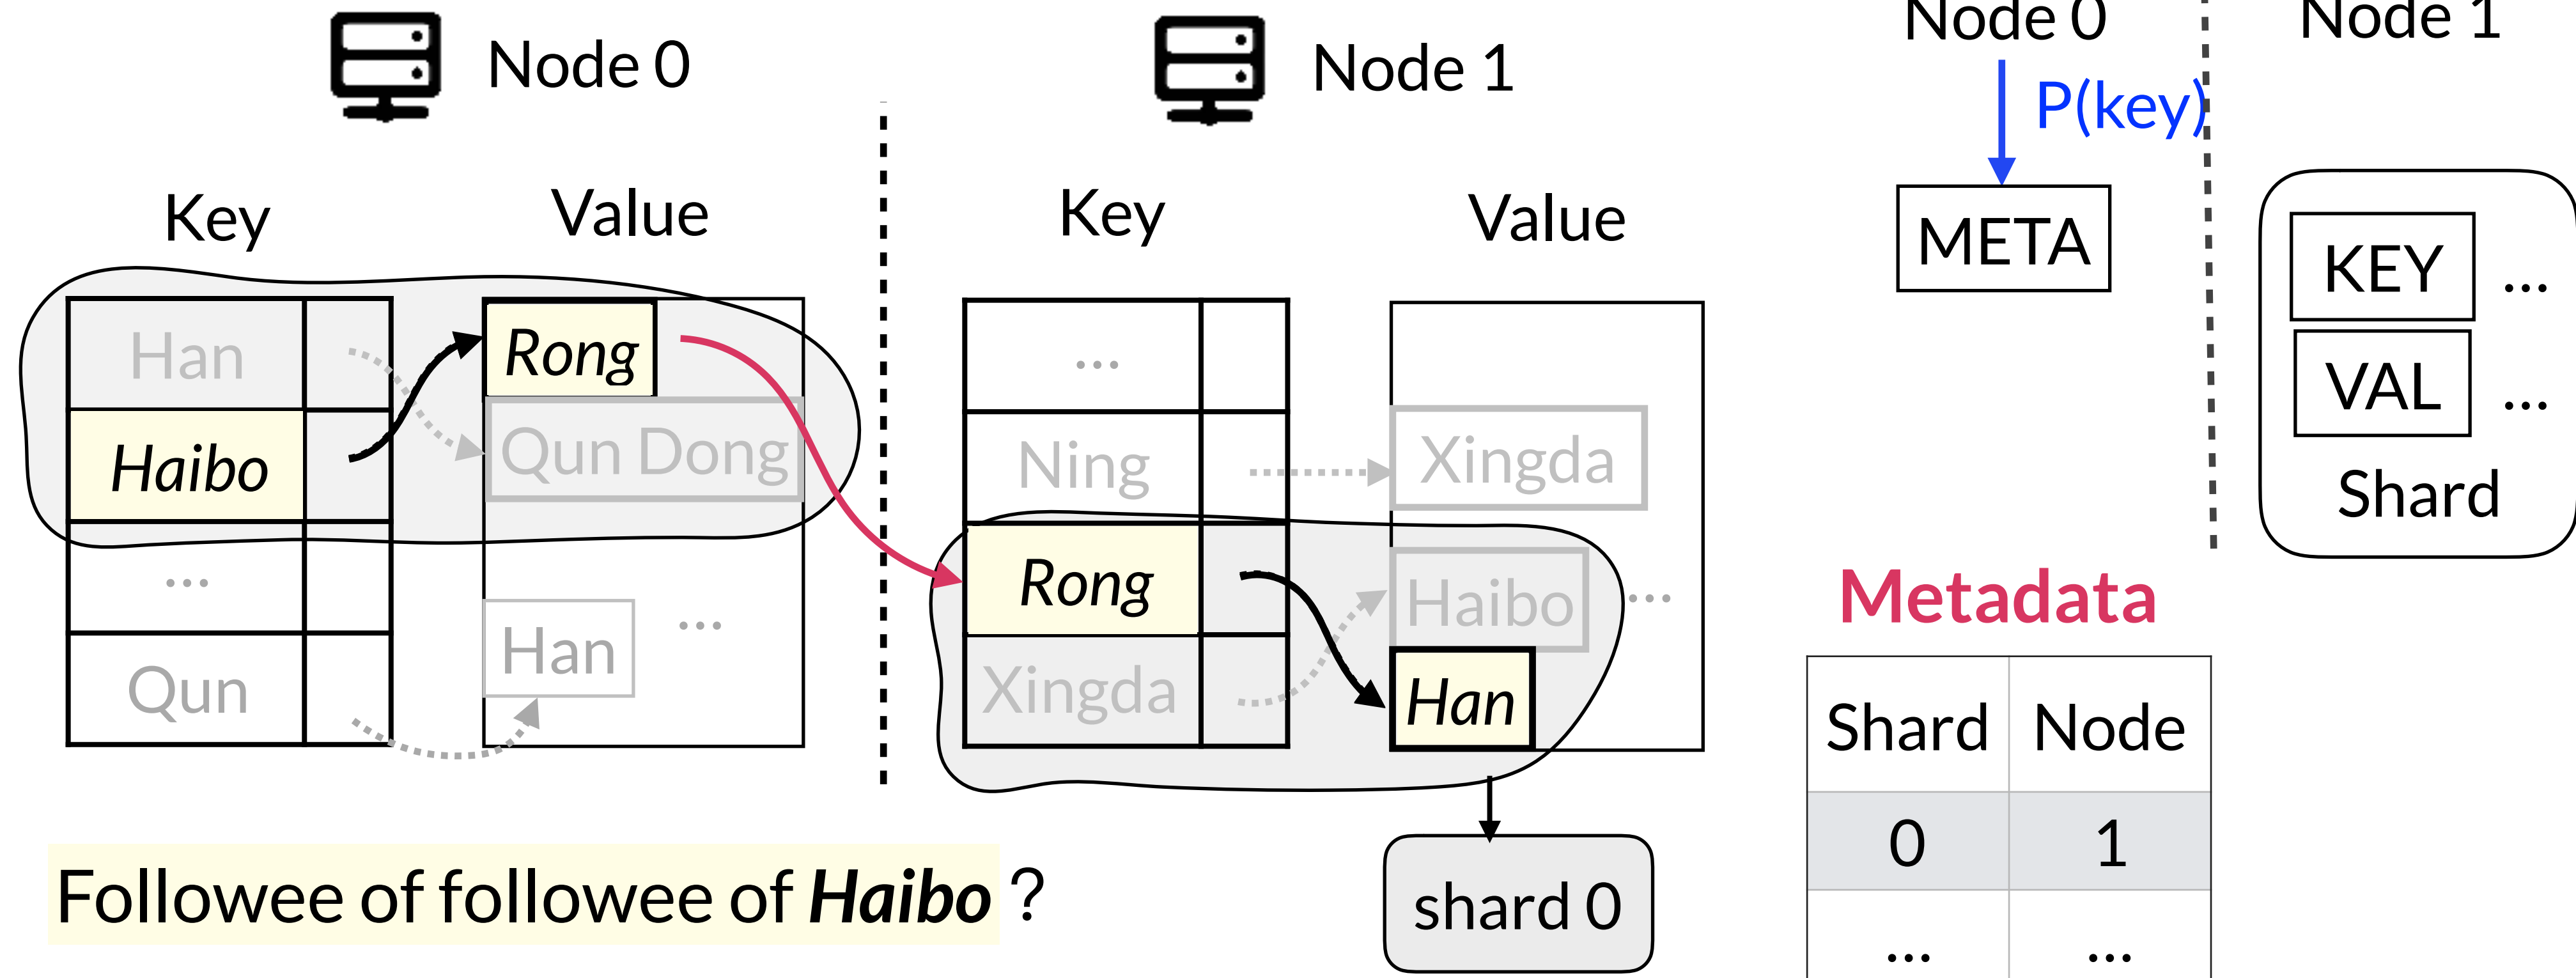 Node 0
Node 1
Key
Value
Han
Haibo
...
Qun
Rong
Qun Dong
Han
...
Key
Value
...
Ning
Rong
Xingda
Xingda
Haibo
...
Han
shard 0
Followee of followee of Haibo ?
Node 0
P(key)
META
Node 1
KEY ...
VAL ...
Shard
Metadata
Shard Node
0 1
... ...